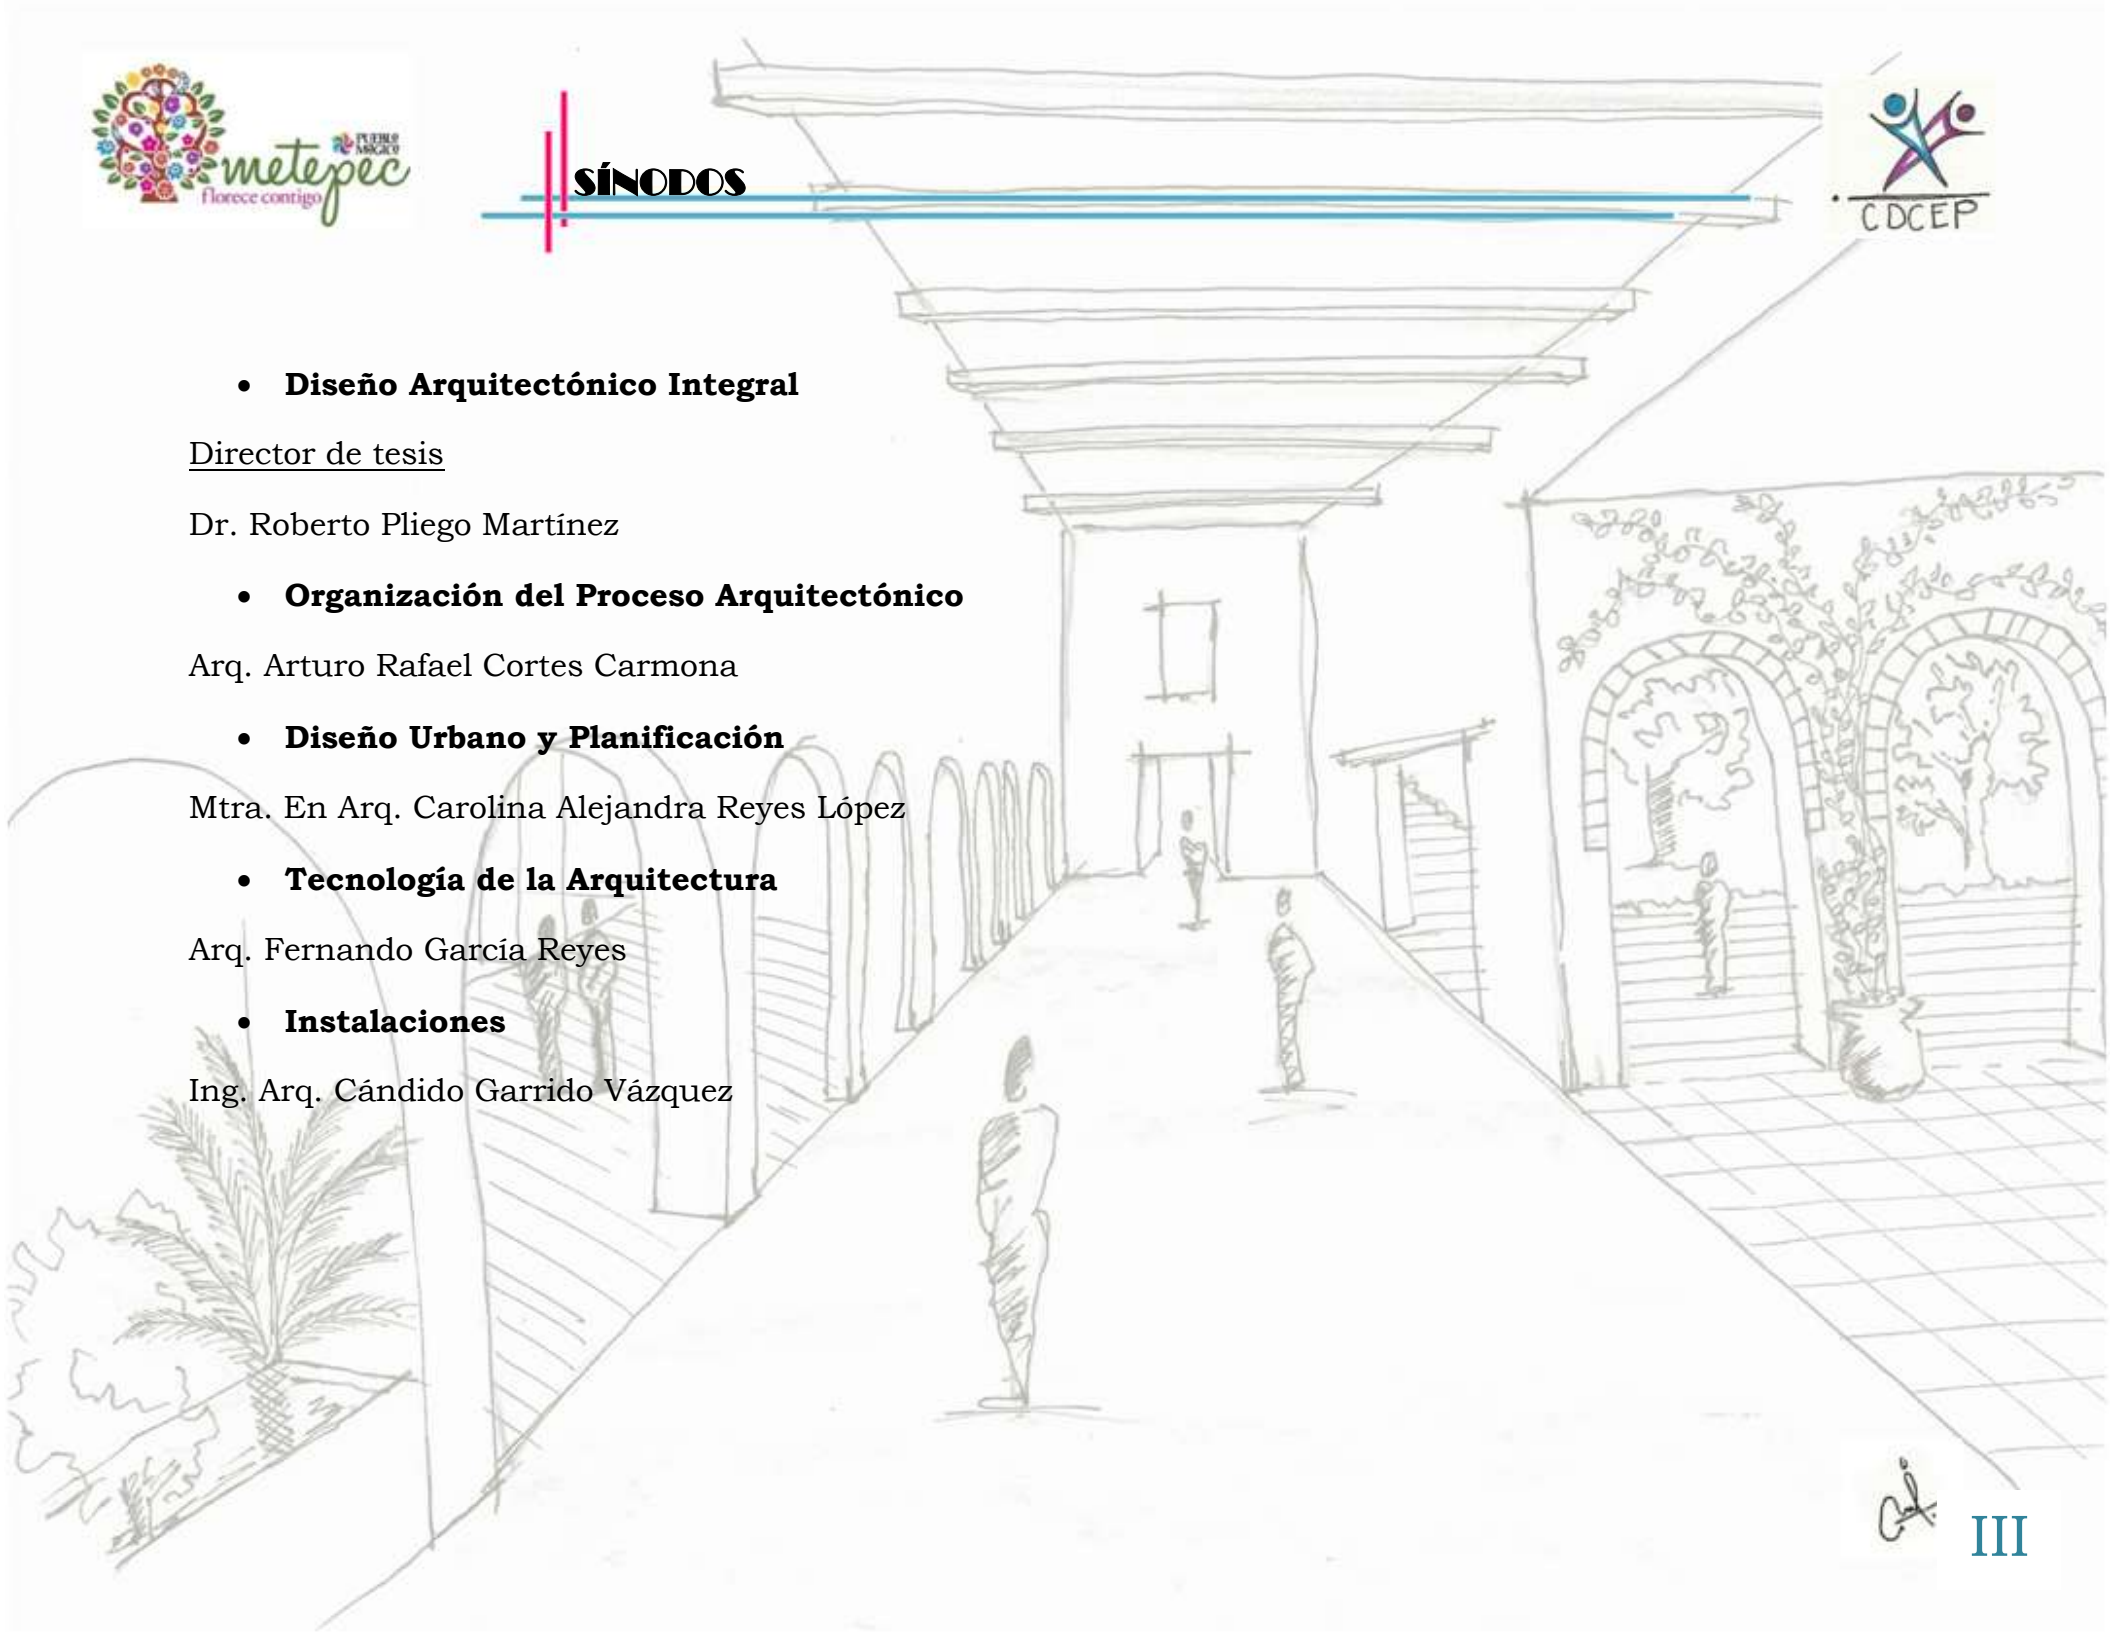 PUEBLO
MÁGICO
metepec
florece contigo
SÍNODOS
CDCEP
• Diseño Arquitectónico Integral
Director de tesis
Dr. Roberto Pliego Martínez
• Organización del Proceso Arquitectónico
Arq. Arturo Rafael Cortes Carmona
• Diseño Urbano y Planificación
Mtra. En Arq. Carolina Alejandra Reyes López
• Tecnología de la Arquitectura
Arq. Fernando García Reyes
• Instalaciones
Ing. Arq. Cándido Garrido Vázquez
III